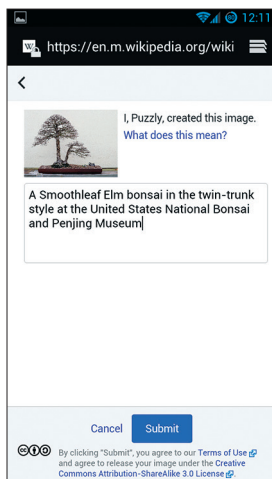 12:11
https://en.m.wikipedia.org/wiki
I, Puzzly, created this image.
What does this mean?
A Smoothleaf Elm bonsai in the twin-trunk
style at the United States National Bonsai
and Penjing Museum
Cancel
Submit
By clicking "Submit", you agree to our Terms of Use
and agree to release your image under the Creative
Commons Attribution-ShareAlike 3.0 License